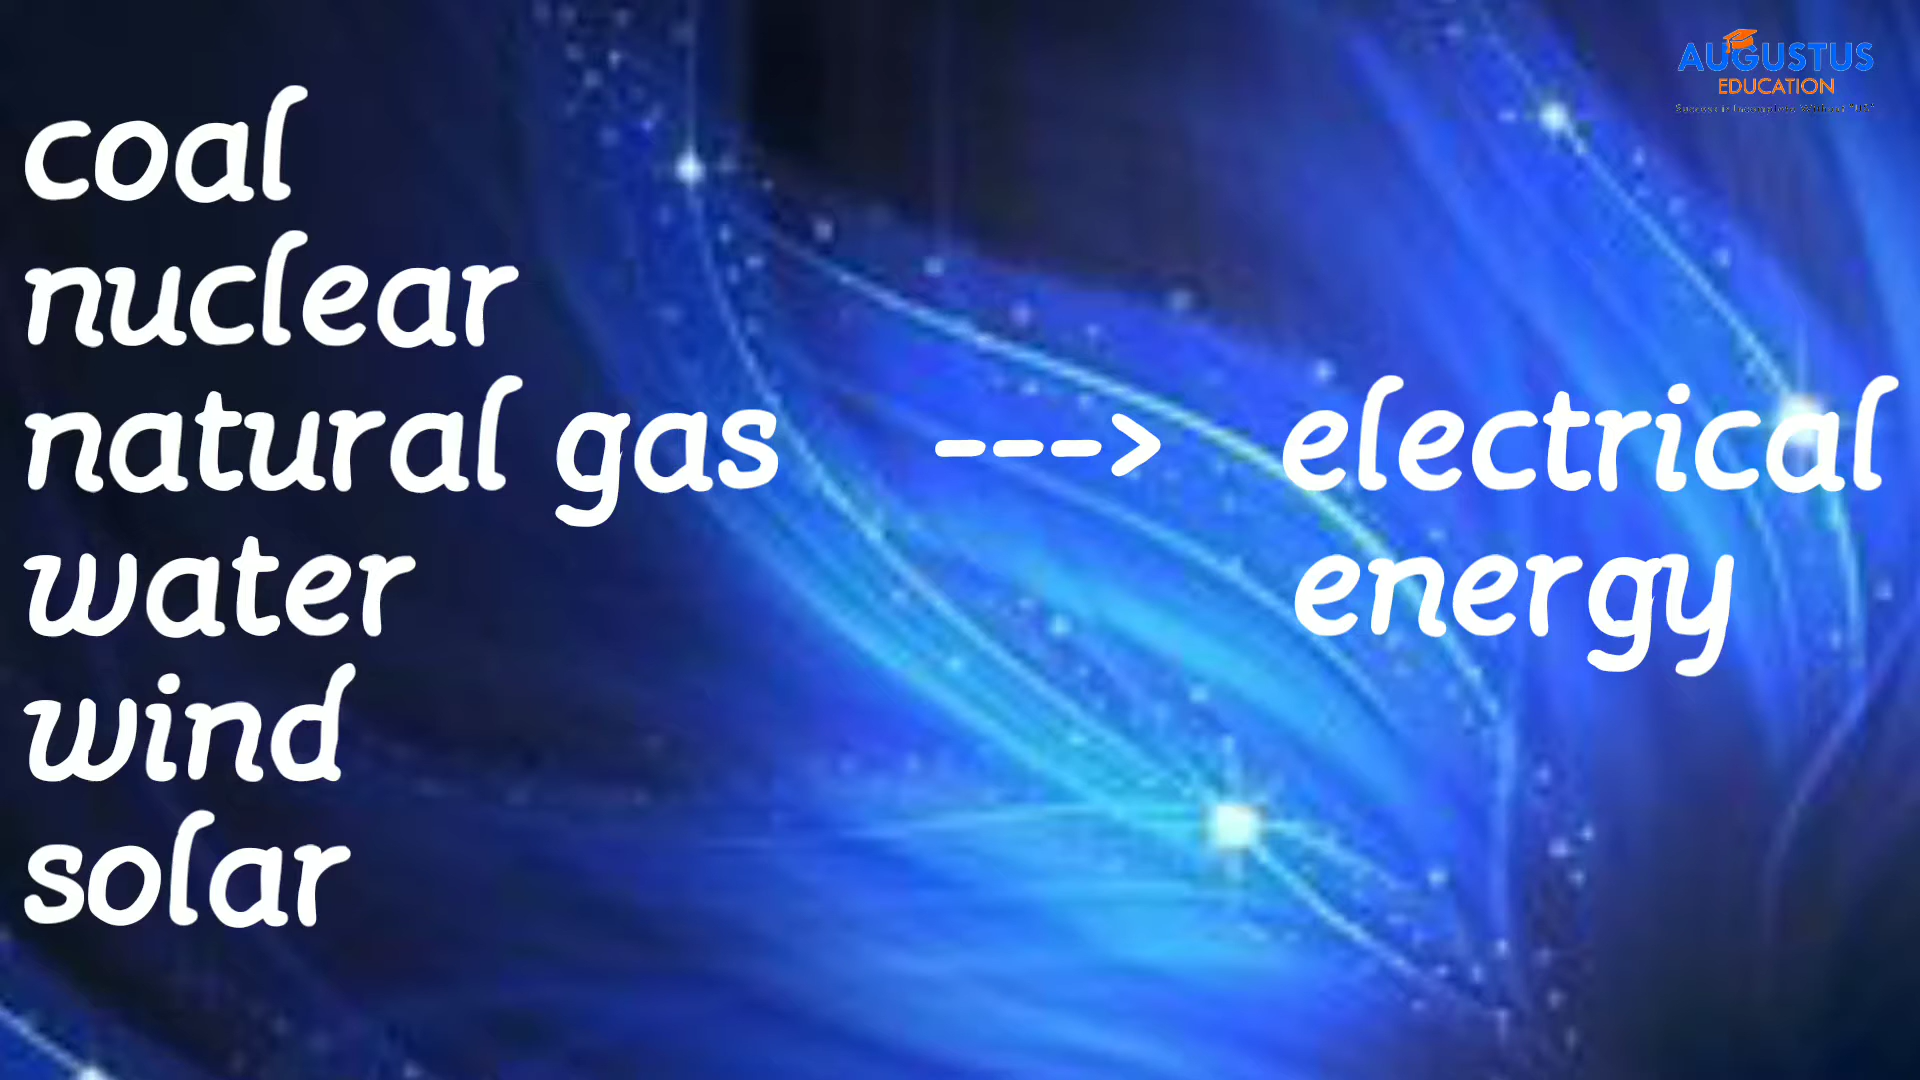 AUGUSTUS
EDUCATION
coal
nuclear
natural gas ---> electrical
water energy
wind
solar